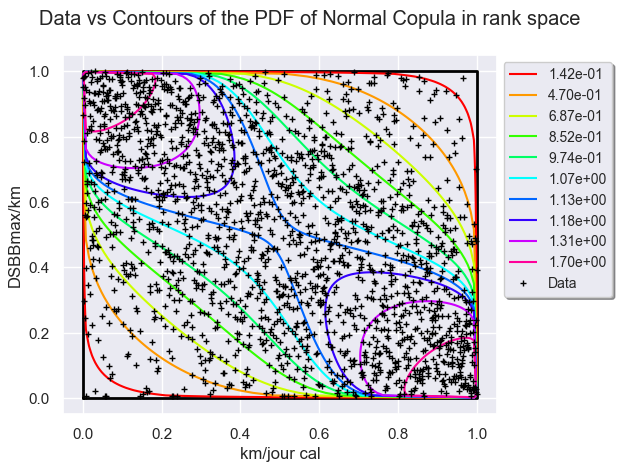 Data vs Contours of the PDF of Normal Copula in rank space
1.0
0.8
0.6
0.4
0.2
0.0
DSBBmax/km
0.0 0.2 0.4 0.6 0.8 1.0
km/jour cal
1.42e-01
4.70e-01
6.87e-01
8.52e-01
9.74e-01
1.07e+00
1.13e+00
1.18e+00
1.31e+00
1.70e+00
Data